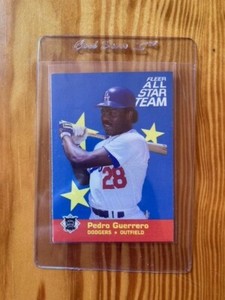 FLEER
ALL
STAR
TEAM
28
Pedro Guerrero
DODGERS ★ OUTFIELD